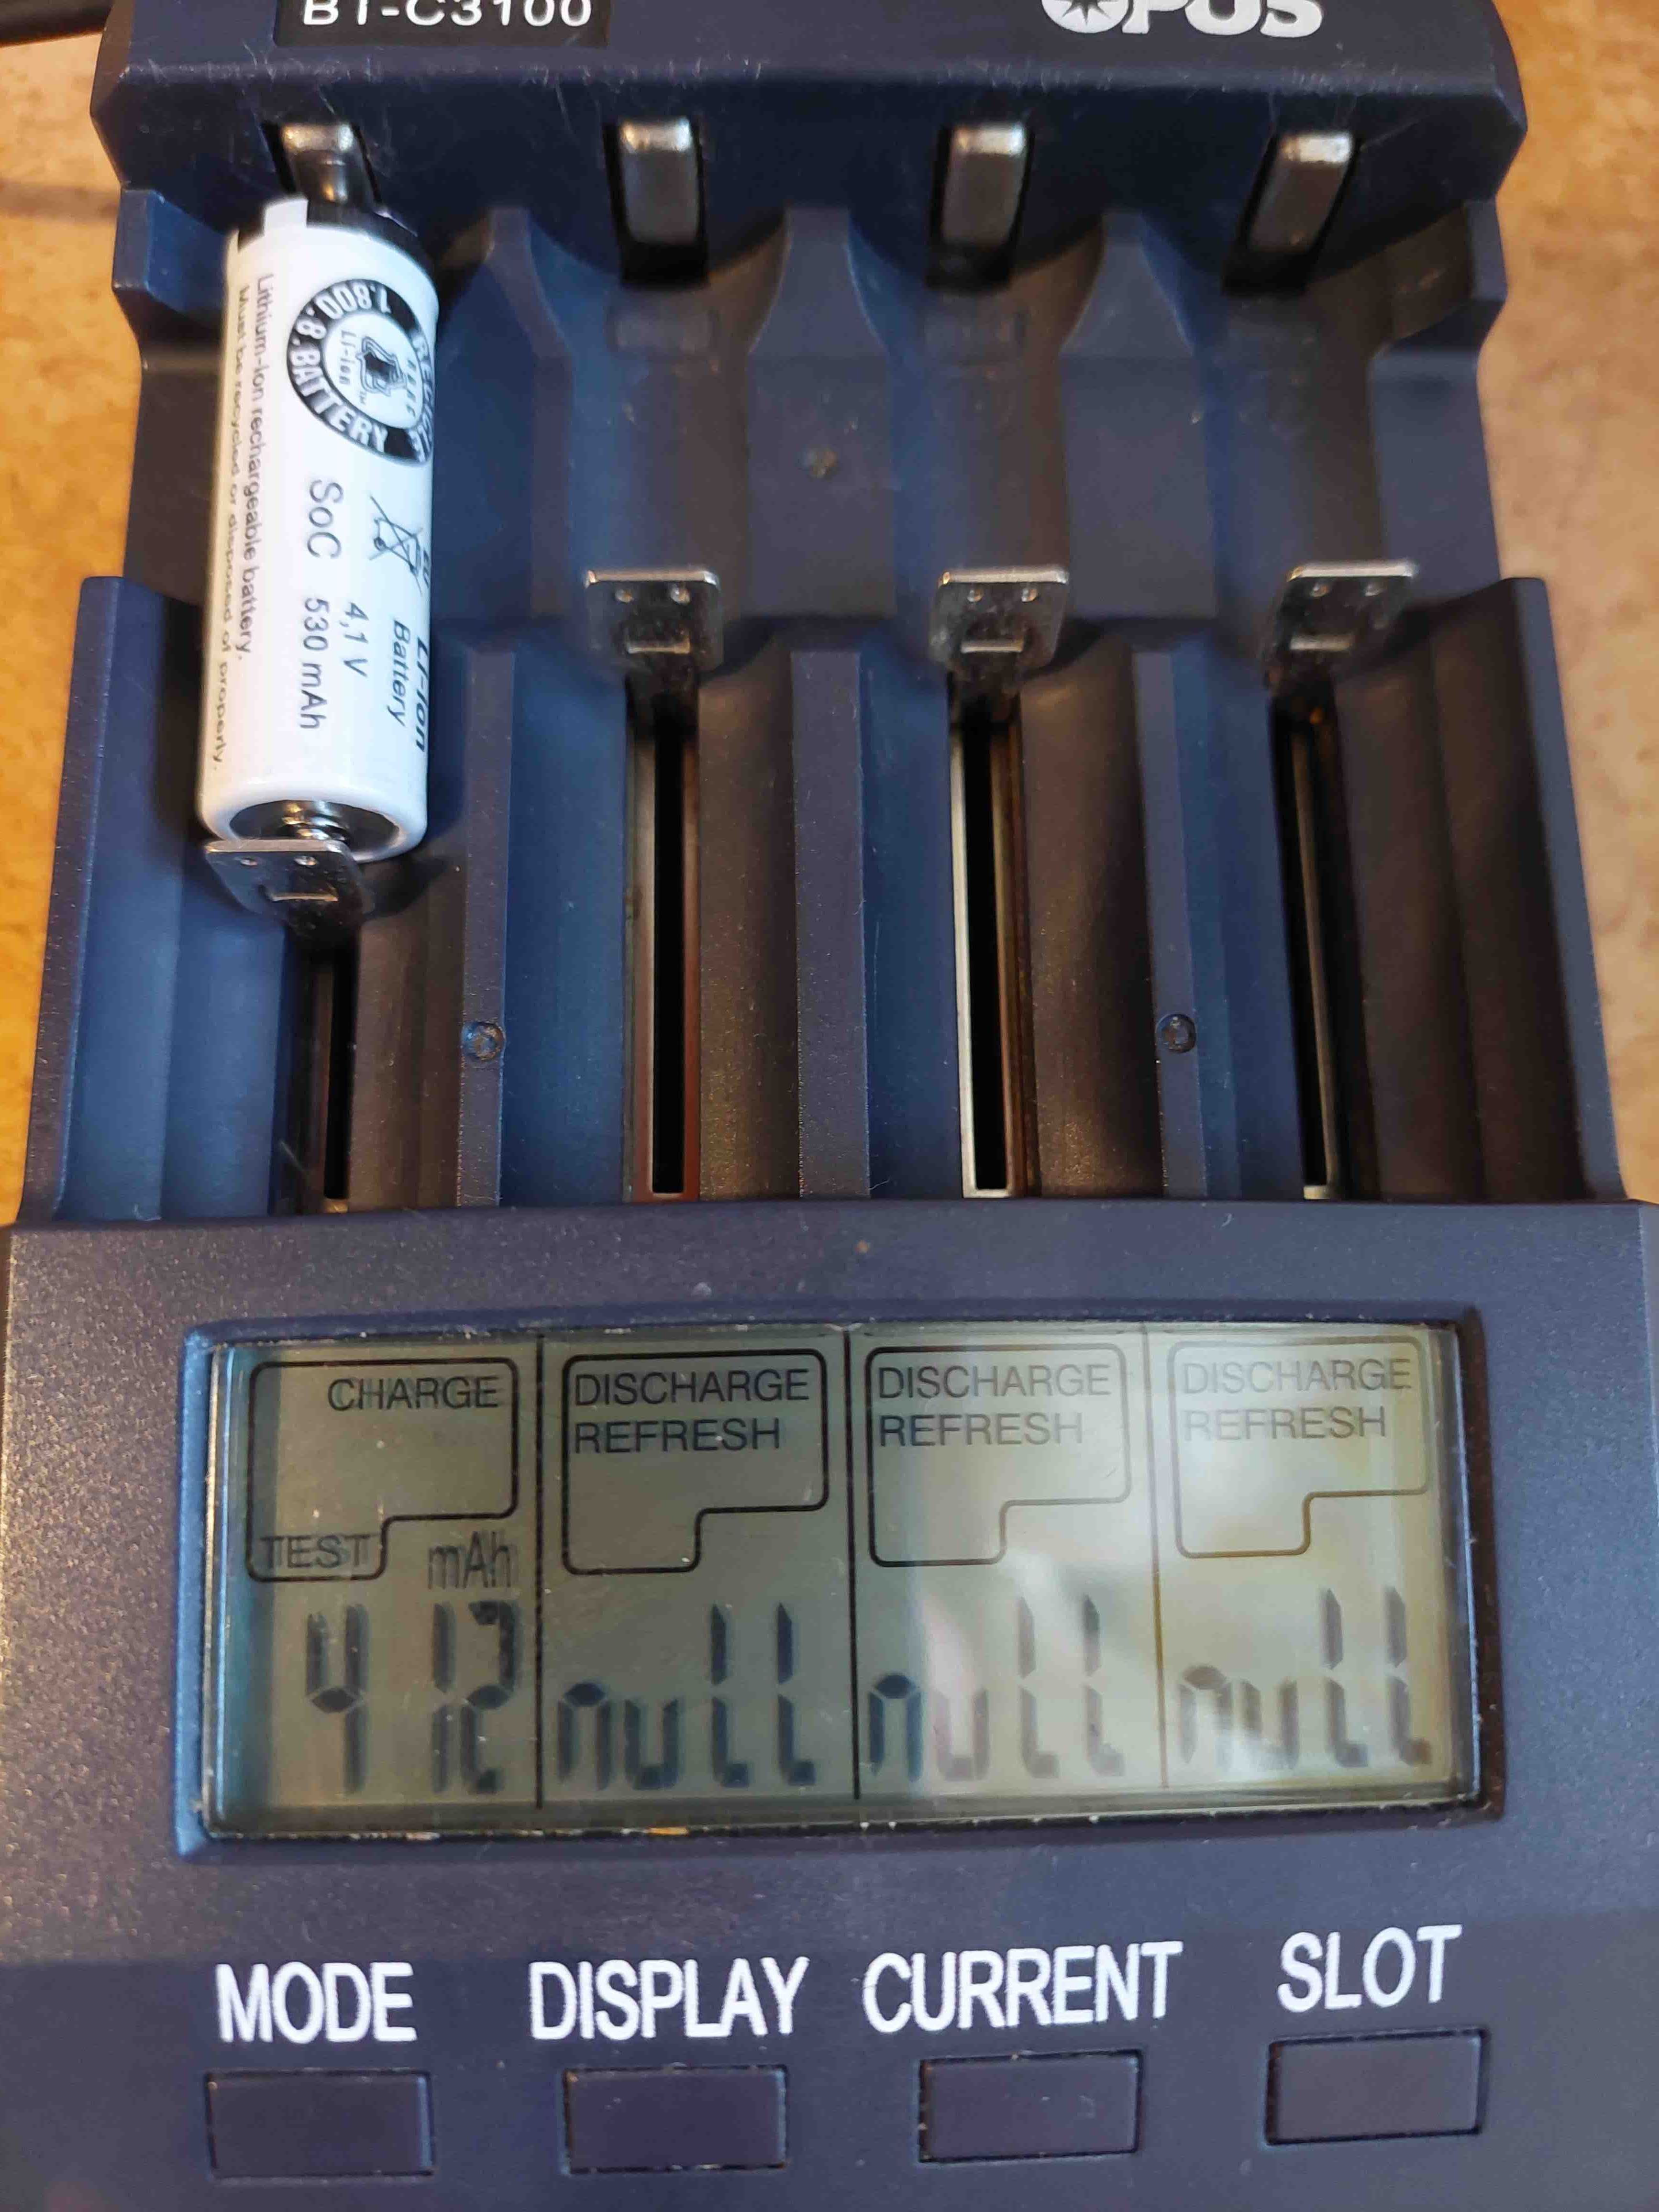 BT-C3100
OPUS
1.800.8.BATTERY
Li-ion
TM
Lithium-ion rechargeable battery.
Must be recycled or disposed of properly.
Li-Ion
Battery
4,1 V
SoC 530 mAh
CHARGE
TEST mAh
412
DISCHARGE
REFRESH
null
DISCHARGE
REFRESH
null
DISCHARGE
REFRESH
null
MODE
DISPLAY
CURRENT
SLOT